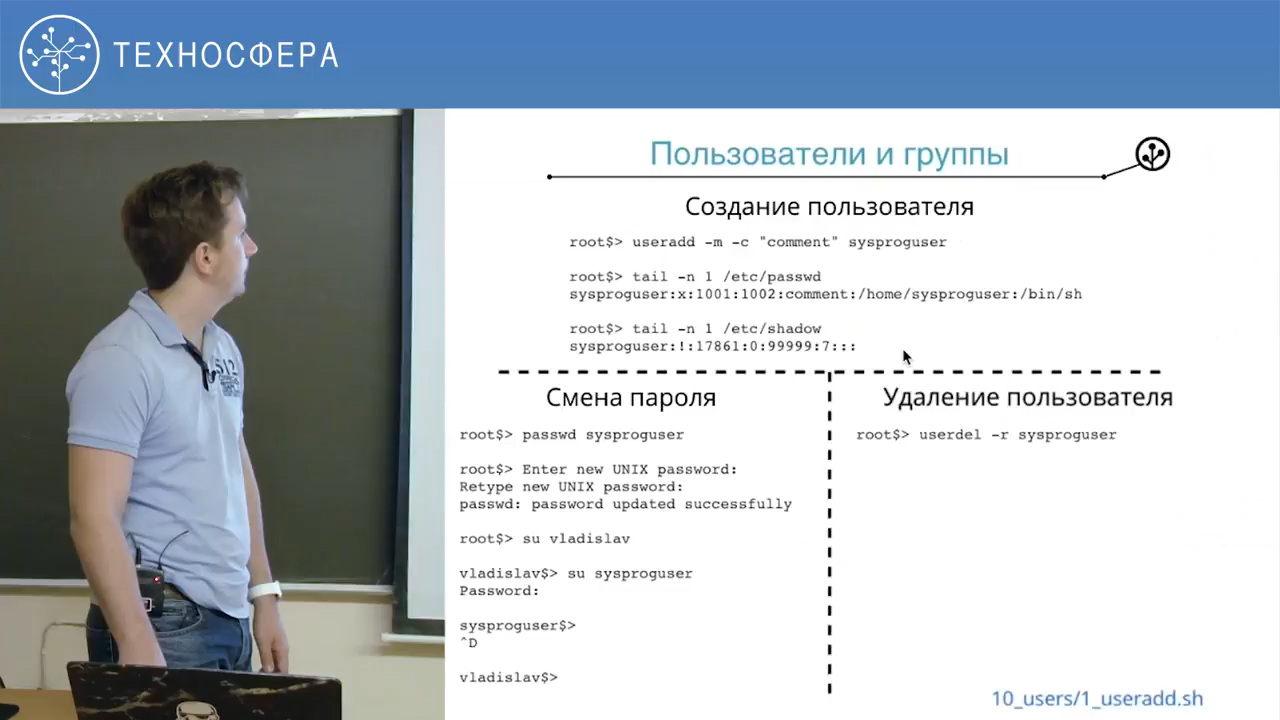 ТЕХНОСФЕРА
Пользователи и группы
Создание пользователя
root$> useradd -m -c "comment" sysproguser
root$> tail -n 1 /etc/passwd
sysproguser:x:1001:1002:comment:/home/sysproguser:/bin/sh
root$> tail -n 1 /etc/shadow
sysproguser:!:17861:0:99999:7:::
Смена пароля
root$> passwd sysproguser
root$> Enter new UNIX password:
Retype new UNIX password:
passwd: password updated successfully
root$> su vladislav
vladislav$> su sysproguser
Password:
sysproguser$>
^D
vladislav$>
Удаление пользователя
root$> userdel -r sysproguser
10_users/1_useradd.sh
512